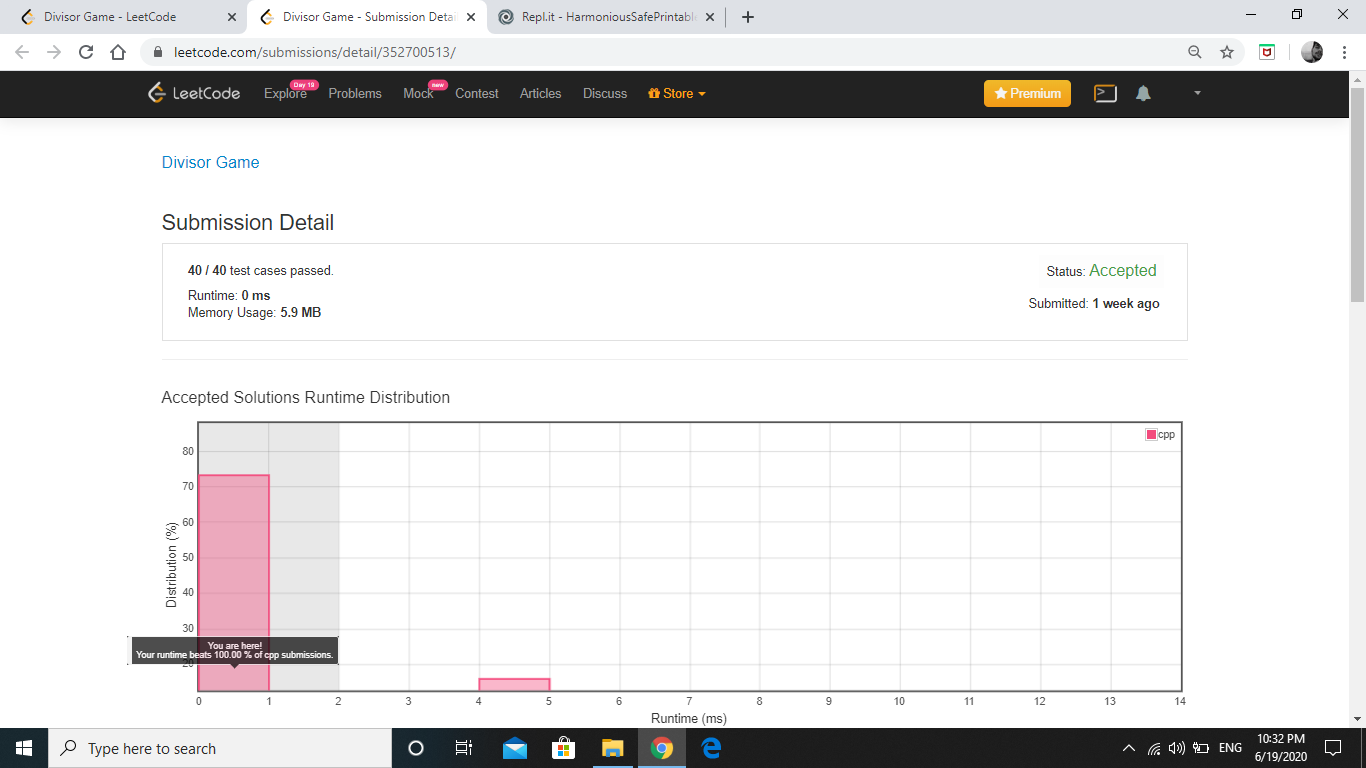 Divisor Game - LeetCode
Divisor Game - Submission Detai
Repl.it - HarmoniousSafePrintabl
leetcode.com/submissions/detail/352700513/
LeetCode Explore Day 19 Problems Mock new Contest Articles Discuss Store Premium
Divisor Game
Submission Detail
40 / 40 test cases passed.
Status: Accepted
Runtime: 0 ms
Submitted: 1 week ago
Memory Usage: 5.9 MB
Accepted Solutions Runtime Distribution
cpp
80
70
60
50
40
30
20
Distribution (%)
You are here!
Your runtime beats 100.00 % of cpp submissions.
0 1 2 3 4 5 6 7 8 9 10 11 12 13 14
Runtime (ms)
Type here to search
ENG
10:32 PM
6/19/2020